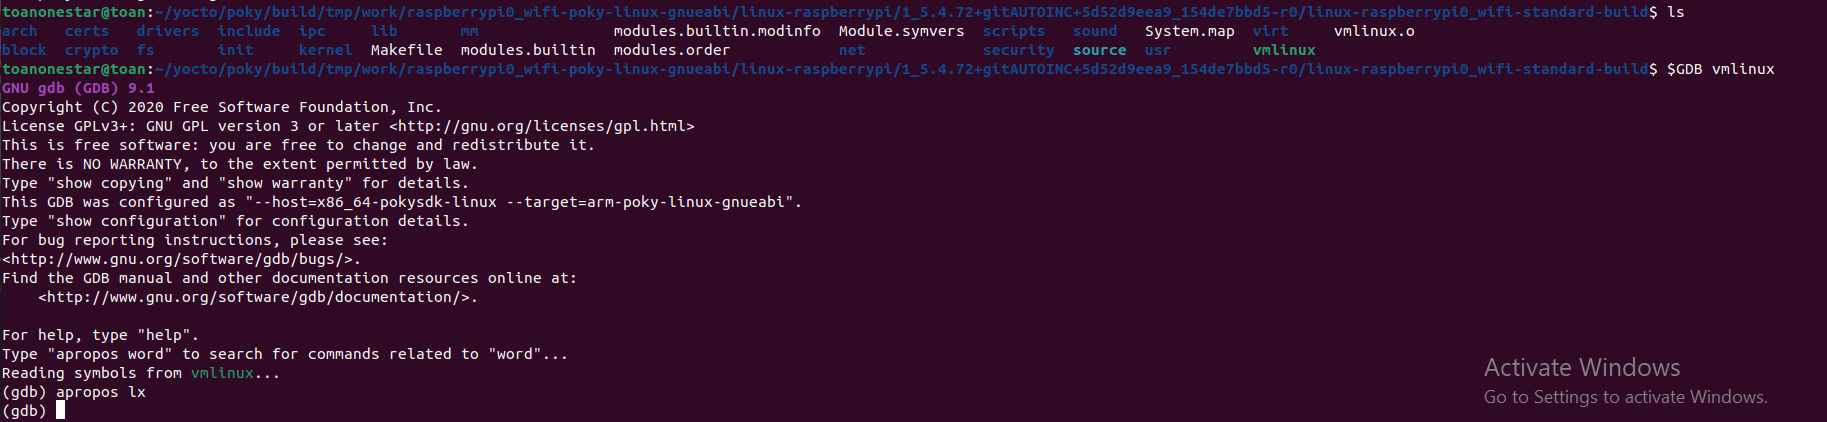 toanonestar@toan:~/yocto/poky/build/tmp/work/raspberrypi0_wifi-poky-linux-gnueabi/linux-raspberrypi/1_5.4.72+gitAUTOINC+5d52d9eea9_154de7bbd5-r0/linux-raspberrypi0_wifi-standard-build$ ls
arch certs drivers include ipc lib mm modules.builtin.modinfo Module.symvers scripts sound System.map virt vmlinux.o
block crypto fs init kernel Makefile modules.builtin modules.order net security source usr vmlinux
toanonestar@toan:~/yocto/poky/build/tmp/work/raspberrypi0_wifi-poky-linux-gnueabi/linux-raspberrypi/1_5.4.72+gitAUTOINC+5d52d9eea9_154de7bbd5-r0/linux-raspberrypi0_wifi-standard-build$ $GDB vmlinux
GNU gdb (GDB) 9.1
Copyright (C) 2020 Free Software Foundation, Inc.
License GPLv3+: GNU GPL version 3 or later <http://gnu.org/licenses/gpl.html>
This is free software: you are free to change and redistribute it.
There is NO WARRANTY, to the extent permitted by law.
Type "show copying" and "show warranty" for details.
This GDB was configured as "--host=x86_64-pokysdk-linux --target=arm-poky-linux-gnueabi".
Type "show configuration" for configuration details.
For bug reporting instructions, please see:
<http://www.gnu.org/software/gdb/bugs/>.
Find the GDB manual and other documentation resources online at:
    <http://www.gnu.org/software/gdb/documentation/>.

For help, type "help".
Type "apropos word" to search for commands related to "word"...
Reading symbols from vmlinux...
(gdb) apropos lx
(gdb)
Activate Windows
Go to Settings to activate Windows.